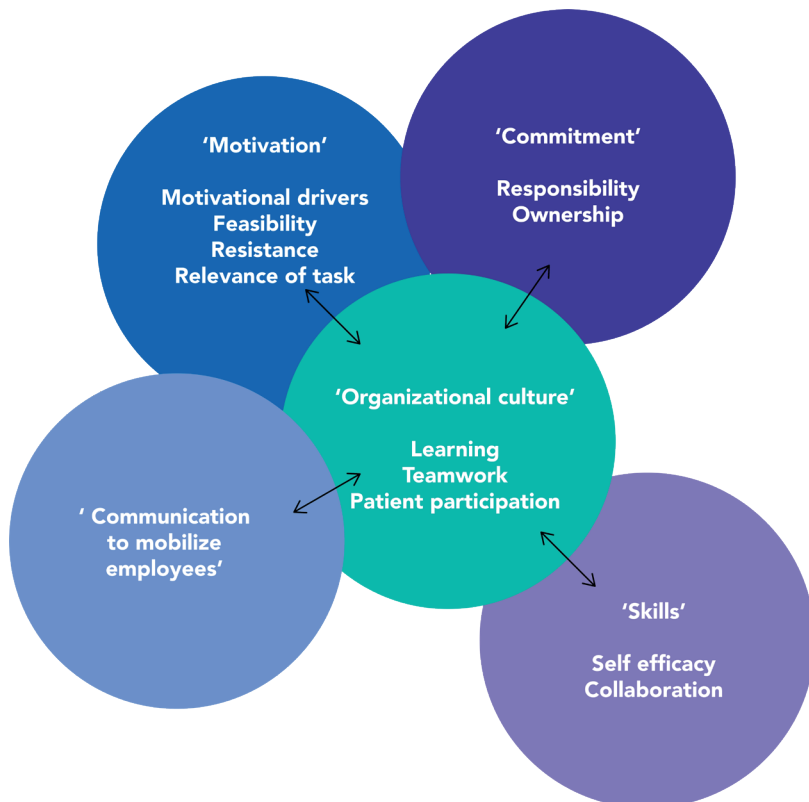 ‘Motivation’
Motivational drivers
Feasibility
Resistance
Relevance of task
‘Commitment’
Responsibility
Ownership
‘Organizational culture’
Learning
Teamwork
Patient participation
‘ Communication
to mobilize
employees’
‘Skills’
Self efficacy
Collaboration